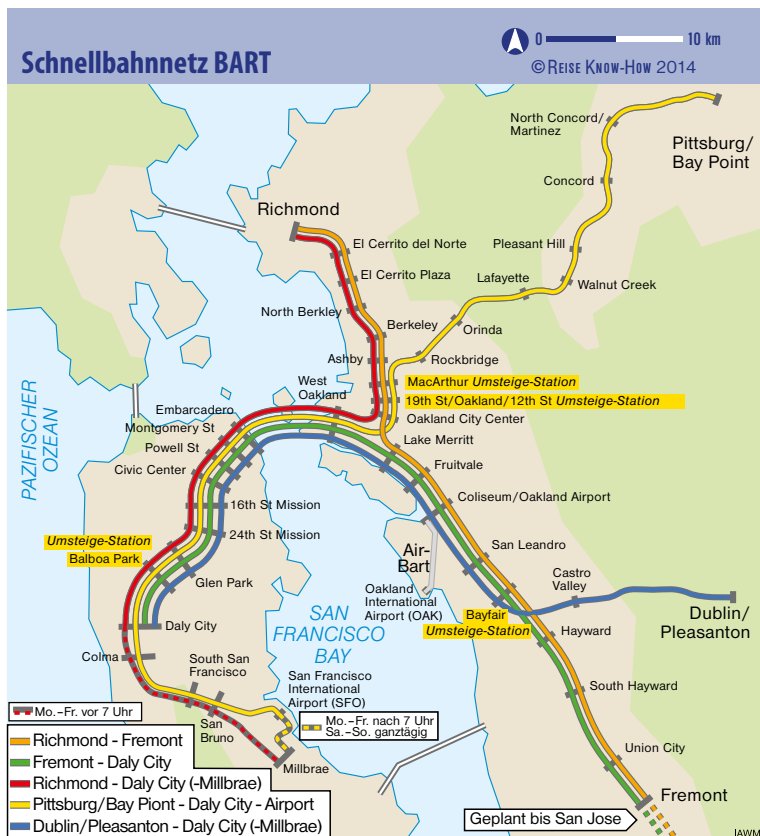 Schnellbahnnetz BART
0 10 km
© REISE KNOW-HOW 2014
North Concord/
Martinez
Pittsburg/
Bay Point
Concord
Richmond
El Cerrito del Norte
Pleasant Hill
El Cerrito Plaza
Lafayette
Walnut Creek
North Berkley
Berkeley
Orinda
Ashby
Rockbridge
West
Oakland
MacArthur Umsteige-Station
19th St/Oakland/12th St Umsteige-Station
PAZIFISCHER
OZEAN
Embarcadero
Oakland City Center
Montgomery St
Lake Merritt
Powell St
Civic Center
Fruitvale
Coliseum/Oakland Airport
16th St Mission
24th St Mission
Umsteige-Station
Balboa Park
San Leandro
Air-
Bart
Glen Park
Castro
Valley
Oakland
International
Airport (OAK)
SAN
FRANCISCO
BAY
Bayfair
Umsteige-Station
Dublin/
Pleasanton
Daly City
Hayward
Colma
South San
Francisco
San Francisco
International
Airport (SFO)
South Hayward
Mo.-Fr. vor 7 Uhr
San
Bruno
Mo.-Fr. nach 7 Uhr
Sa.-So. ganztägig
Union City
Millbrae
Richmond - Fremont
Fremont - Daly City
Richmond - Daly City (-Millbrae)
Pittsburg/Bay Piont - Daly City - Airport
Dublin/Pleasanton - Daly City (-Millbrae)
Fremont
Geplant bis San Jose
IAWM